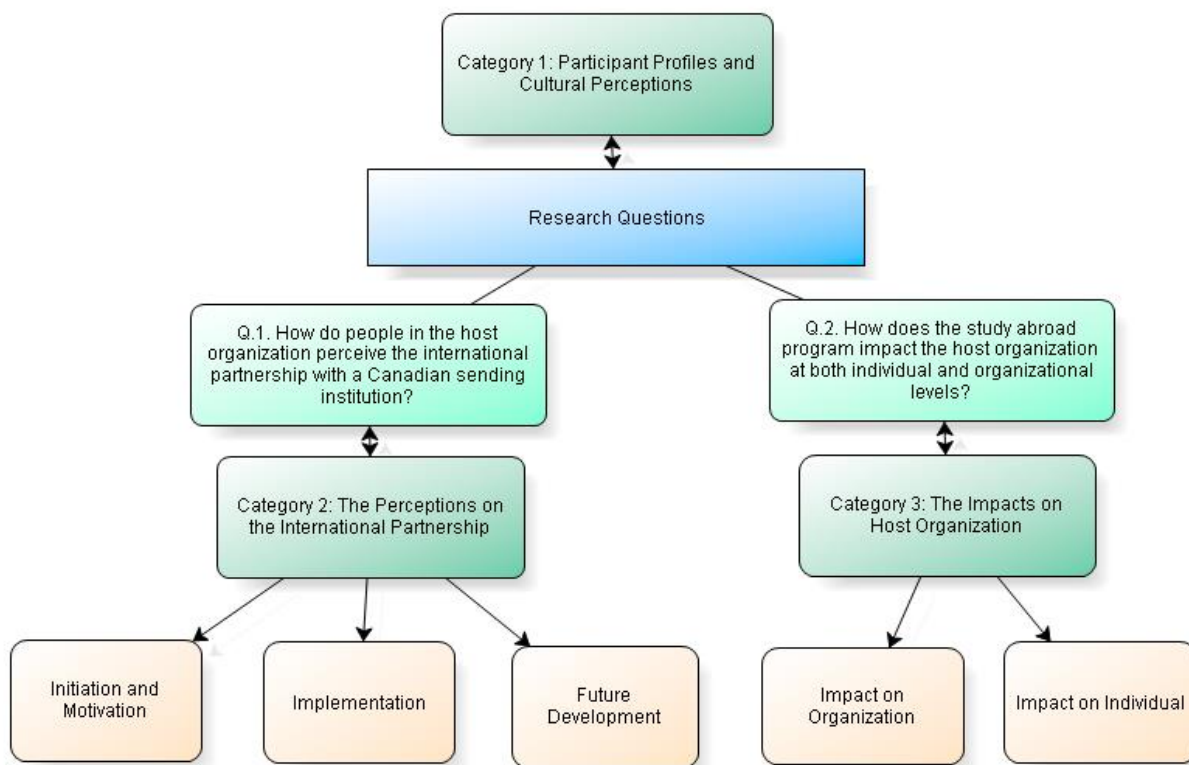 Category 1: Participant Profiles and
Cultural Perceptions
Research Questions
Q.1. How do people in the host
organization perceive the international
partnership with a Canadian sending
institution?
Q.2. How does the study abroad
program impact the host organization
at both individual and organizational
levels?
Category 2: The Perceptions on
the International Partnership
Category 3: The Impacts on
Host Organization
Initiation and
Motivation
Implementation
Future
Development
Impact on
Organization
Impact on Individual